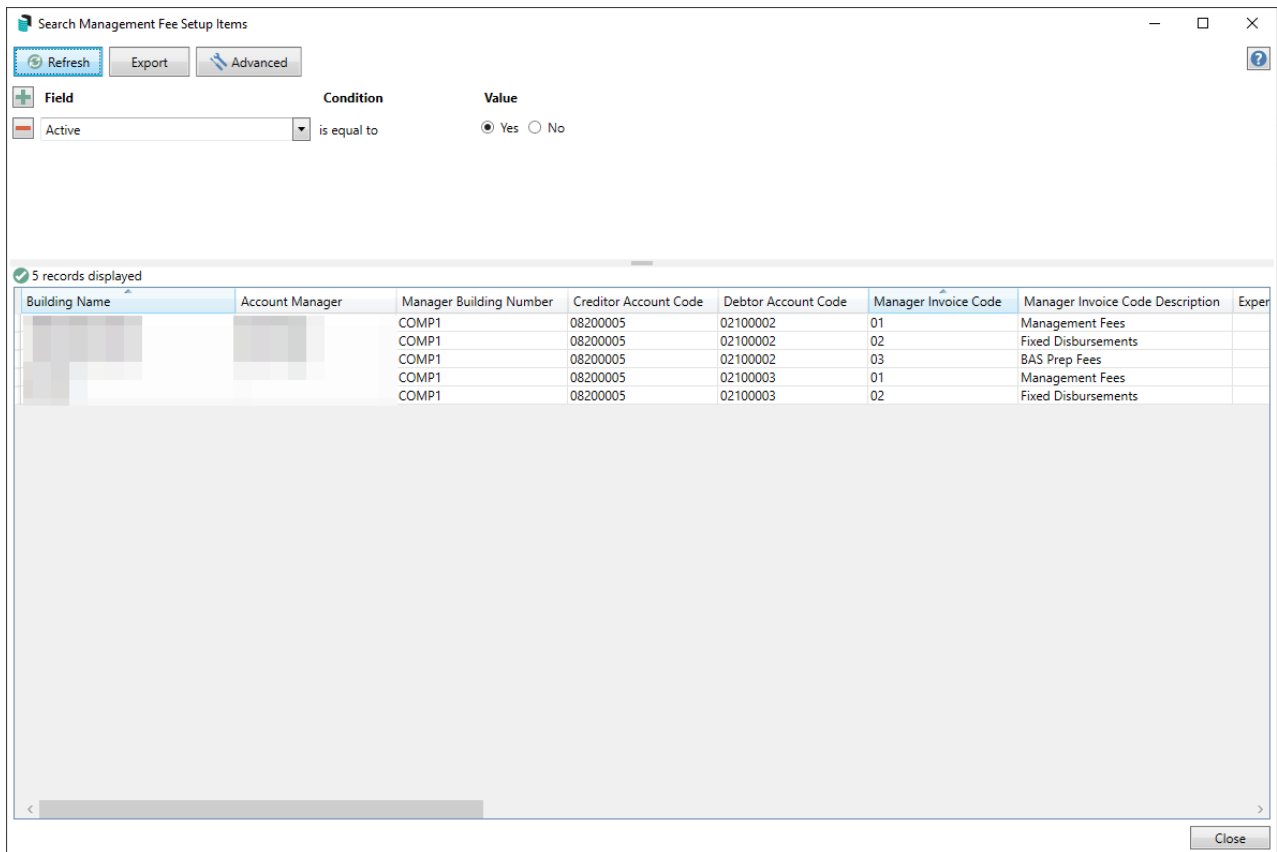 Search Management Fee Setup Items
Refresh Export Advanced
Field Condition Value
Active is equal to Yes No
5 records displayed
Building Name Account Manager Manager Building Number Creditor Account Code Debtor Account Code Manager Invoice Code Manager Invoice Code Description Exper
COMP1 08200005 02100002 01 Management Fees
COMP1 08200005 02100002 02 Fixed Disbursements
COMP1 08200005 02100002 03 BAS Prep Fees
COMP1 08200005 02100003 01 Management Fees
COMP1 08200005 02100003 02 Fixed Disbursements
Close